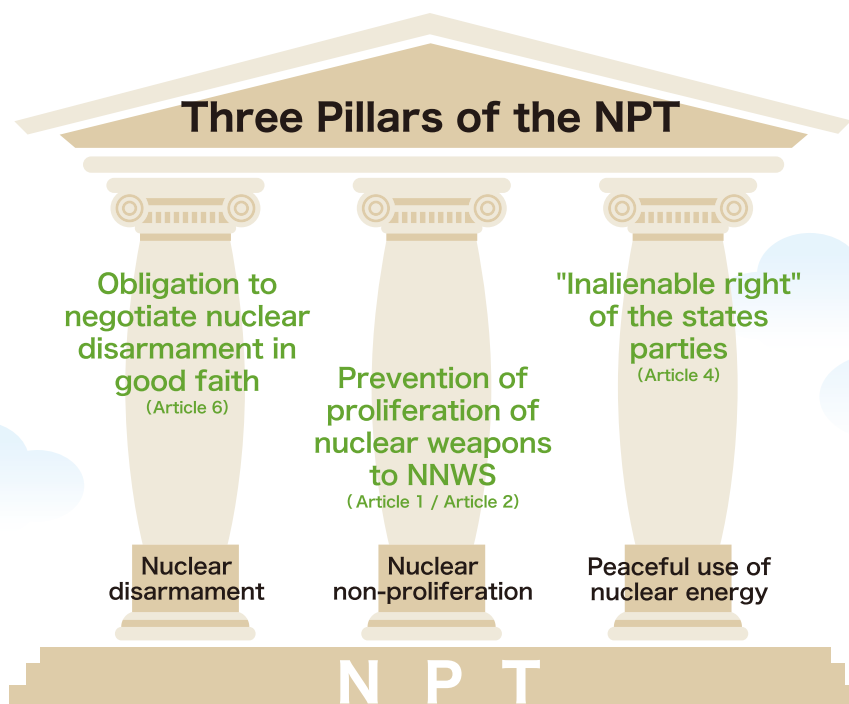 Three Pillars of the NPT
Obligation to
negotiate nuclear
disarmament in
good faith
(Article 6)
Prevention of
proliferation of
nuclear weapons
to NNWS
( Article 1 / Article 2)
"Inalienable right"
of the states
parties
(Article 4)
Nuclear
disarmament
Nuclear
non-proliferation
Peaceful use of
nuclear energy
N P T